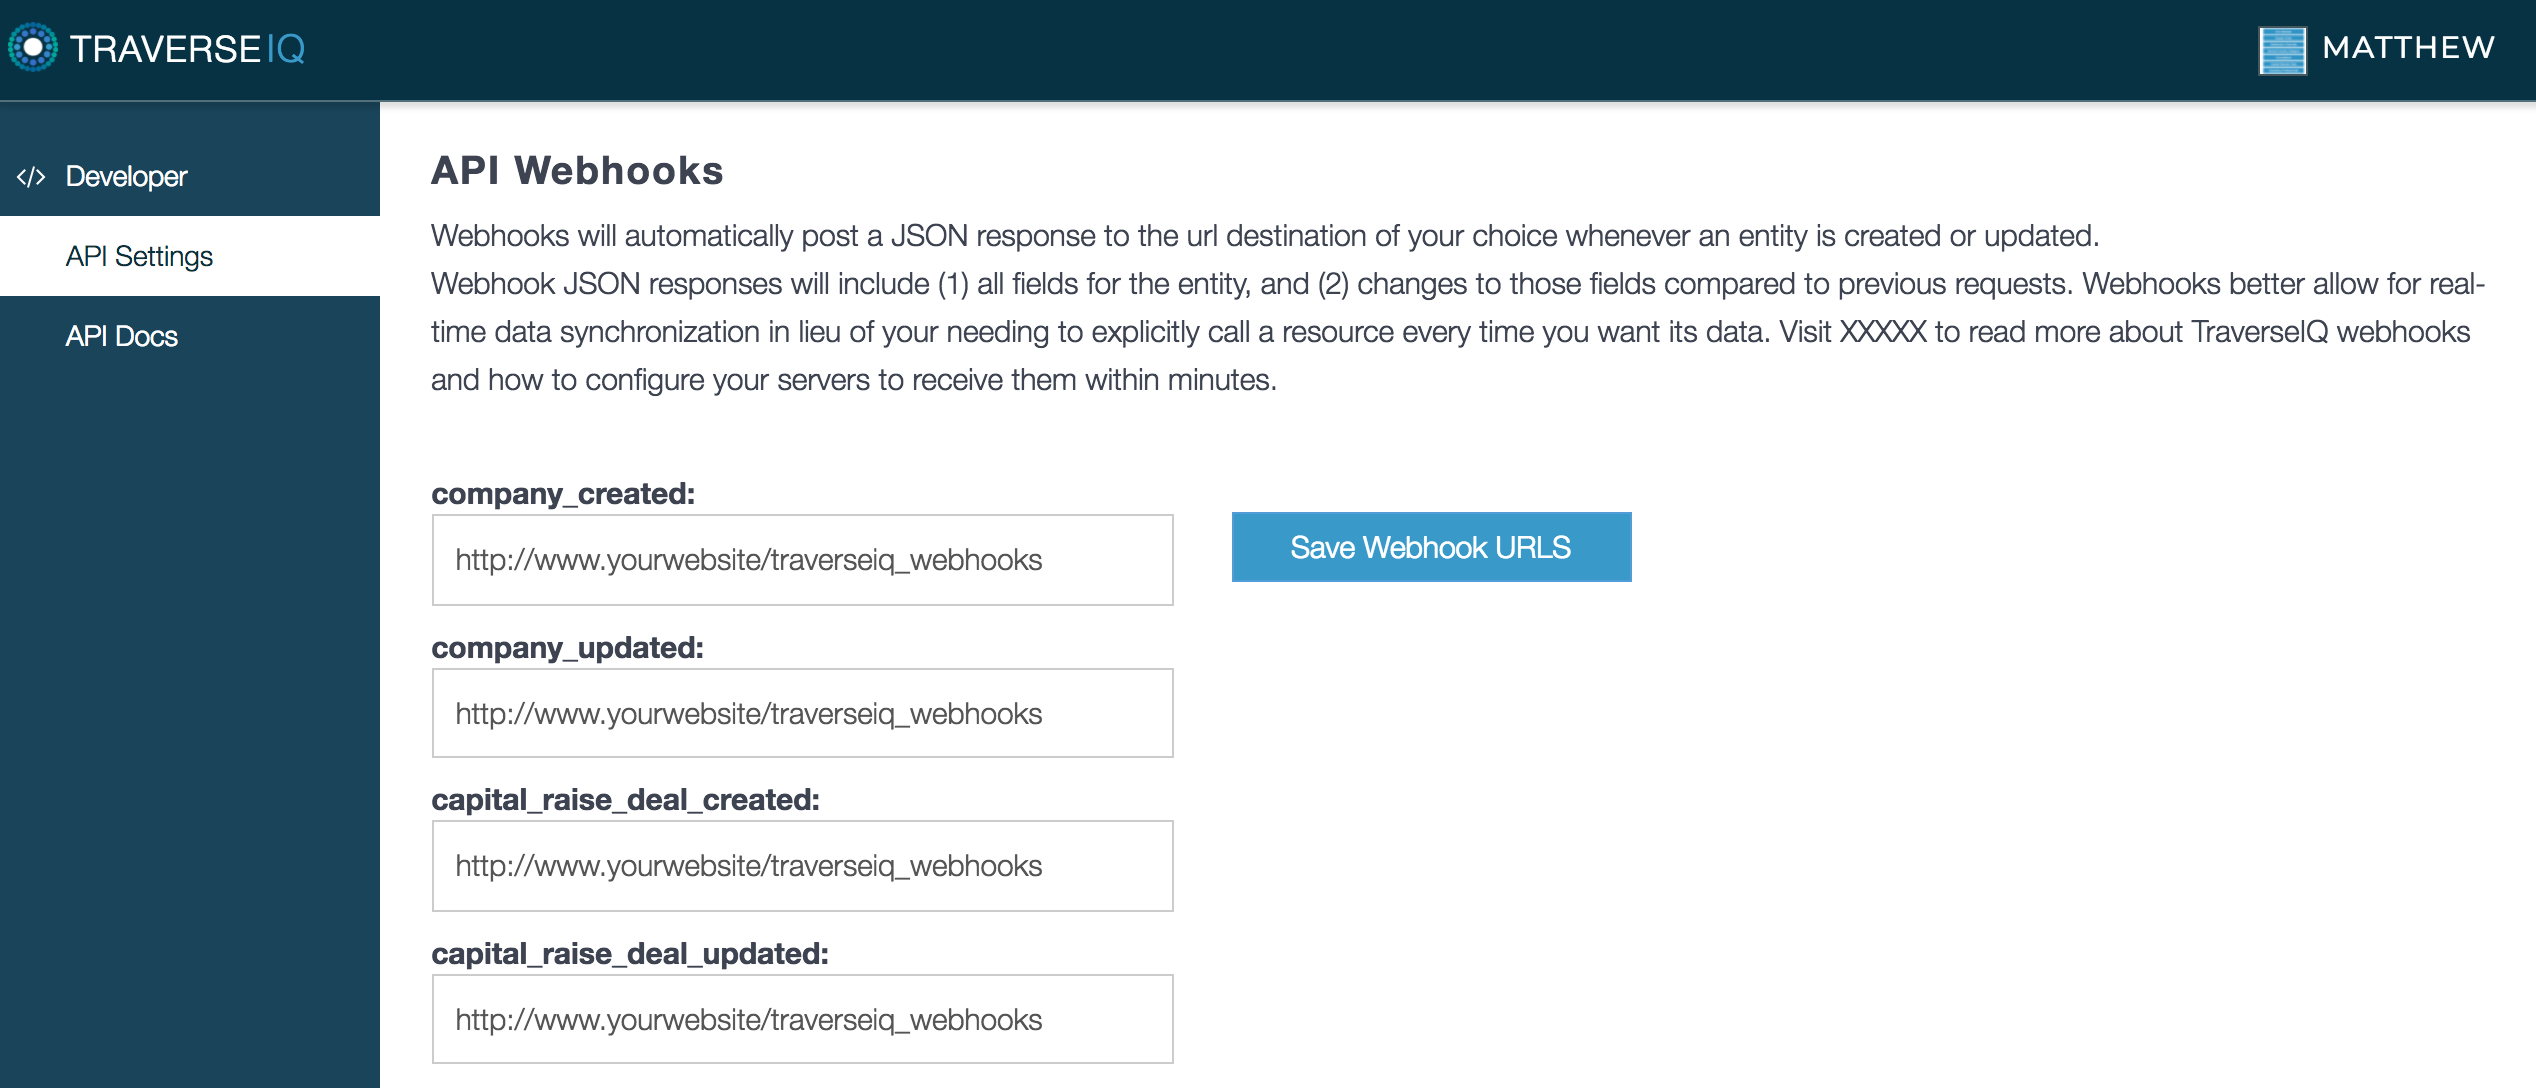 TRAVERSEIQ
MATTHEW
</> Developer
API Settings
API Docs
API Webhooks
Webhooks will automatically post a JSON response to the url destination of your choice whenever an entity is created or updated.
Webhook JSON responses will include (1) all fields for the entity, and (2) changes to those fields compared to previous requests. Webhooks better allow for real-
time data synchronization in lieu of your needing to explicitly call a resource every time you want its data. Visit XXXXX to read more about TraverseIQ webhooks
and how to configure your servers to receive them within minutes.
company_created:
http://www.yourwebsite/traverseiq_webhooks
Save Webhook URLS
company_updated:
http://www.yourwebsite/traverseiq_webhooks
capital_raise_deal_created:
http://www.yourwebsite/traverseiq_webhooks
capital_raise_deal_updated:
http://www.yourwebsite/traverseiq_webhooks